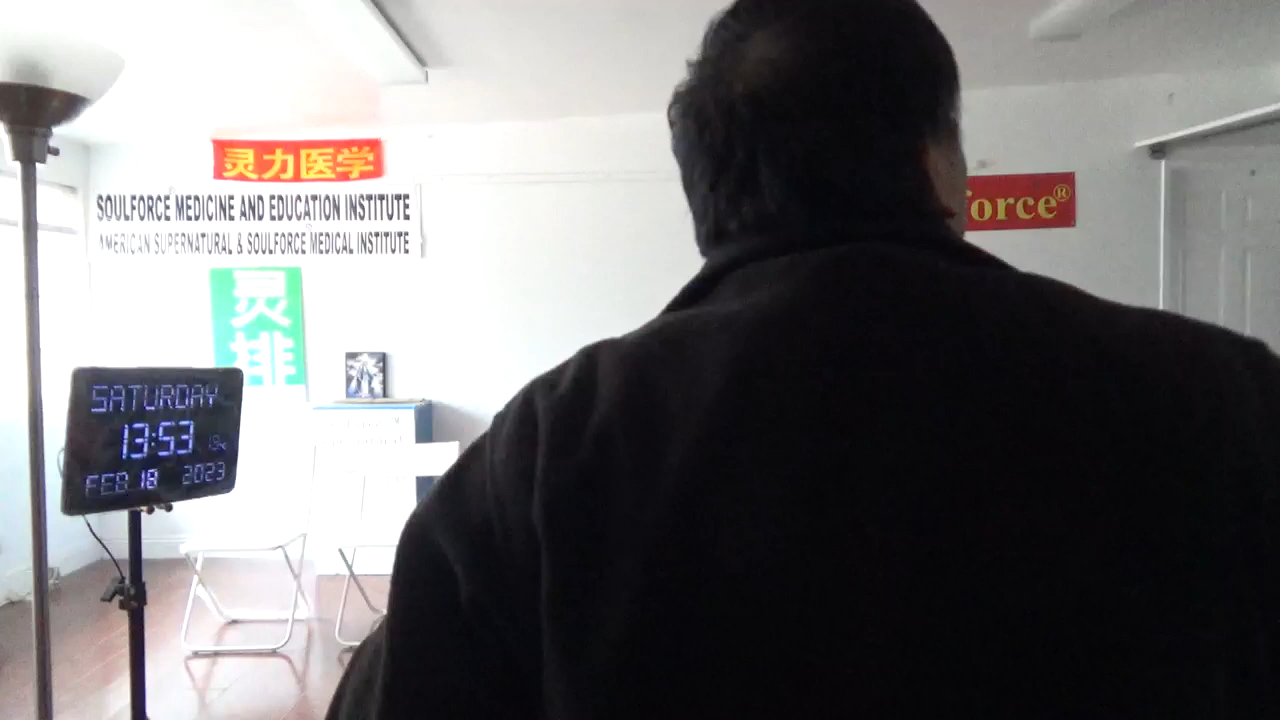 灵力医学
SOULFORCE MEDICINE AND EDUCATION INSTITUTE
AMERICAN SUPERNATURAL & SOULFORCE MEDICAL INSTITUTE
force®
灵
排
SATURDAY
13:53
FEB 18 2023